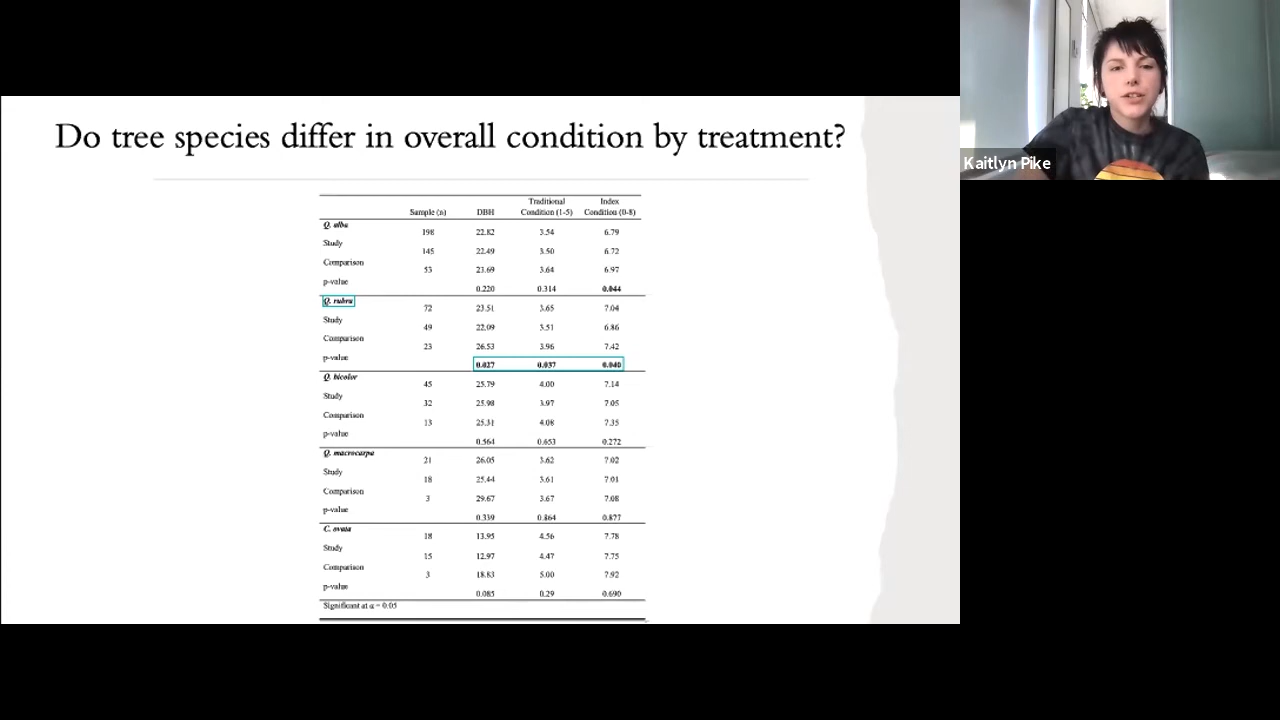 Kaitlyn Pike
Do tree species differ in overall condition by treatment?
Traditional Index
Sample (n) DBH Condition (1-5) Condition (0-8)
Q. alba
198 22.82 3.54 6.79
Study
145 22.49 3.50 6.72
Comparison
53 23.69 3.64 6.97
p-value
0.220 0.314 0.044
Q. rubra
72 23.51 3.65 7.04
Study
49 22.09 3.51 6.86
Comparison
23 26.53 3.96 7.42
p-value
0.027 0.037 0.040
Q. bicolor
45 25.79 4.00 7.14
Study
32 25.98 3.97 7.05
Comparison
13 25.31 4.08 7.35
p-value
0.564 0.653 0.272
Q. macrocarpa
21 26.05 3.62 7.02
Study
18 25.44 3.61 7.01
Comparison
3 29.67 3.67 7.08
p-value
0.339 0.864 0.877
C. ovata
18 13.95 4.56 7.78
Study
15 12.97 4.47 7.75
Comparison
3 18.83 5.00 7.92
p-value
0.085 0.29 0.690
Significant at α = 0.05